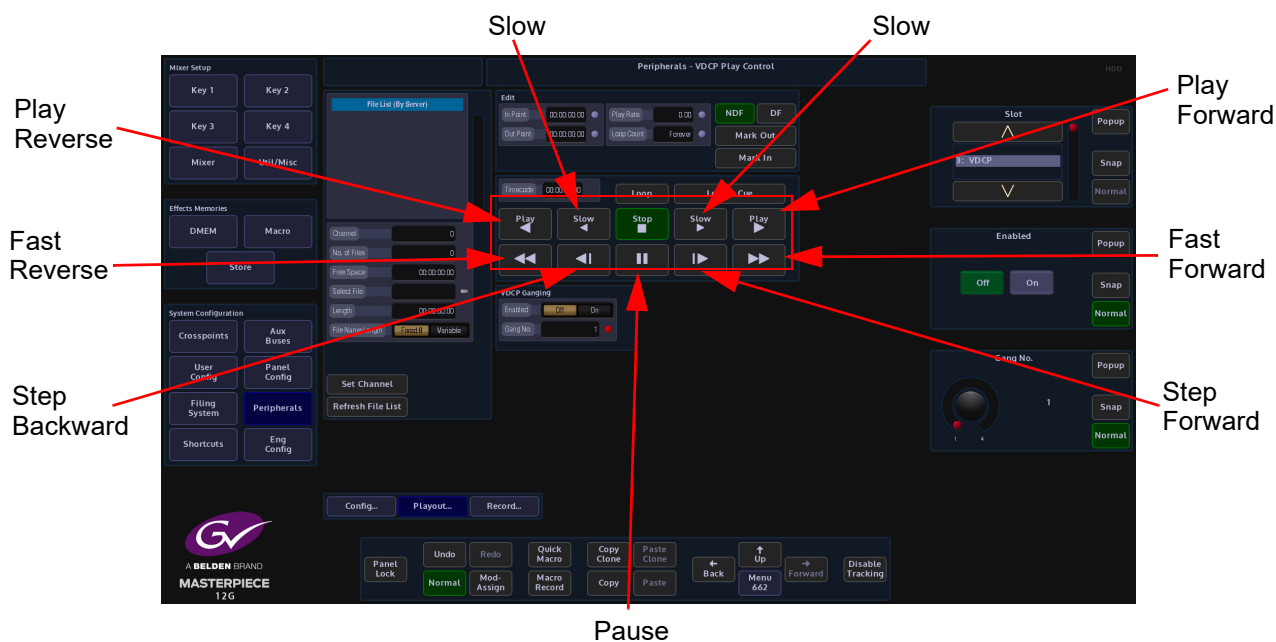 Slow
Slow
Play
Reverse
Fast
Reverse
Step
Backward
Play
Forward
Fast
Forward
Step
Forward
Pause
Mixer Setup
Key 1
Key 2
Key 3
Key 4
Mixer
Util/Misc
Effects Memories
DMEM
Macro
Store
System Configuration
Crosspoints
Aux
Buses
User
Config
Panel
Config
Filing
System
Peripherals
Shortcuts
Eng
Config
GV
A BELDEN BRAND
MASTERPIECE
12G
Peripherals - VDCP Play Control
HDD
File List (By Server)
Channel 0
No. of Files 0
Free Space 00:00:00:00
Select File
Length 00:00:00:00
File Name Length Fixed 8 Variable
Set Channel
Refresh File List
Edit
In Point 00:00:00:00 Play Rate 0.00 NDF DF
Out Point 00:00:00:00 Loop Count Forever Mark Out
Mark In
Timecode Loop Cue
Play Slow Stop Slow Play
VDCP Ganging
Enabled Off On
Gang No. 1
Slot
Popup
3: VDCP
Snap
Normal
Enabled
Popup
Off On
Snap
Normal
Gang No.
Popup
1
Snap
1 4
Normal
Config... Playout... Record...
Panel
Lock
Undo
Redo
Normal
Mod-
Assign
Quick
Macro
Macro
Record
Copy
Clone
Paste
Clone
Copy
Paste
Back
Up
Menu
662
Forward
Disable
Tracking